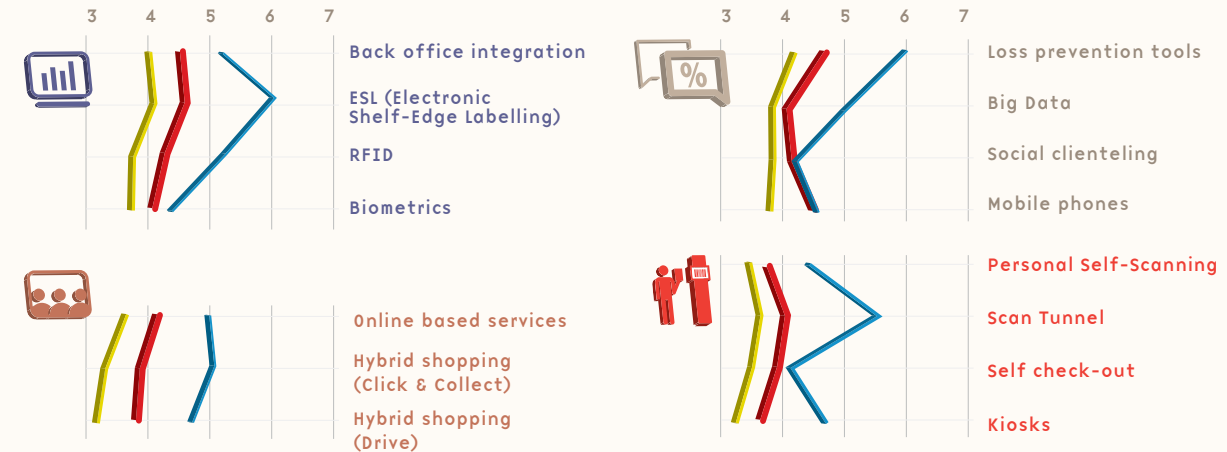 3 4 5 6 7
Back office integration
ESL (Electronic
Shelf-Edge Labelling)
RFID
Biometrics
3 4 5 6 7
%
Loss prevention tools
Big Data
Social clienteling
Mobile phones
Online based services
Hybrid shopping
(Click & Collect)
Hybrid shopping
(Drive)
Personal Self-Scanning
Scan Tunnel
Self check-out
Kiosks